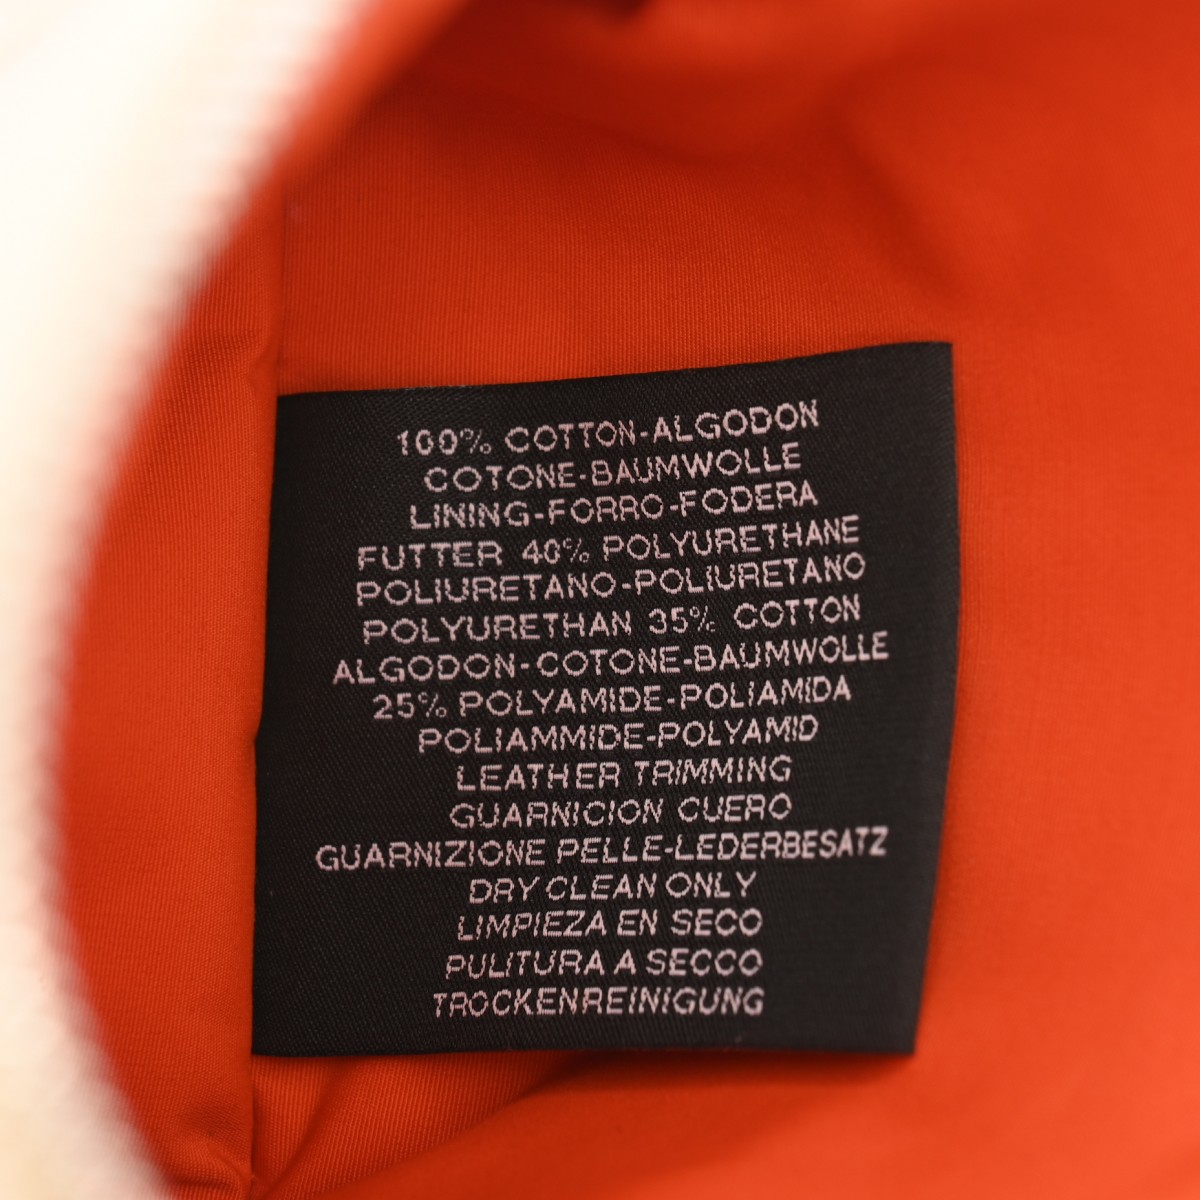 100% COTTON-ALGODON
COTONE-BAUMWOLLE
LINING-FORRO-FODERA
FUTTER 40% POLYURETHANE
POLIURETANO-POLIURETANO
POLYURETHAN 35% COTTON
ALGODON-COTONE-BAUMWOLLE
25% POLYAMIDE-POLIAMIDA
POLIAMMIDE-POLYAMID
LEATHER TRIMMING
GUARNICION CUERO
GUARNIZIONE PELLE-LEDERBESATZ
DRY CLEAN ONLY
LIMPIEZA EN SECO
PULITURA A SECCO
TROCKENREINIGUNG